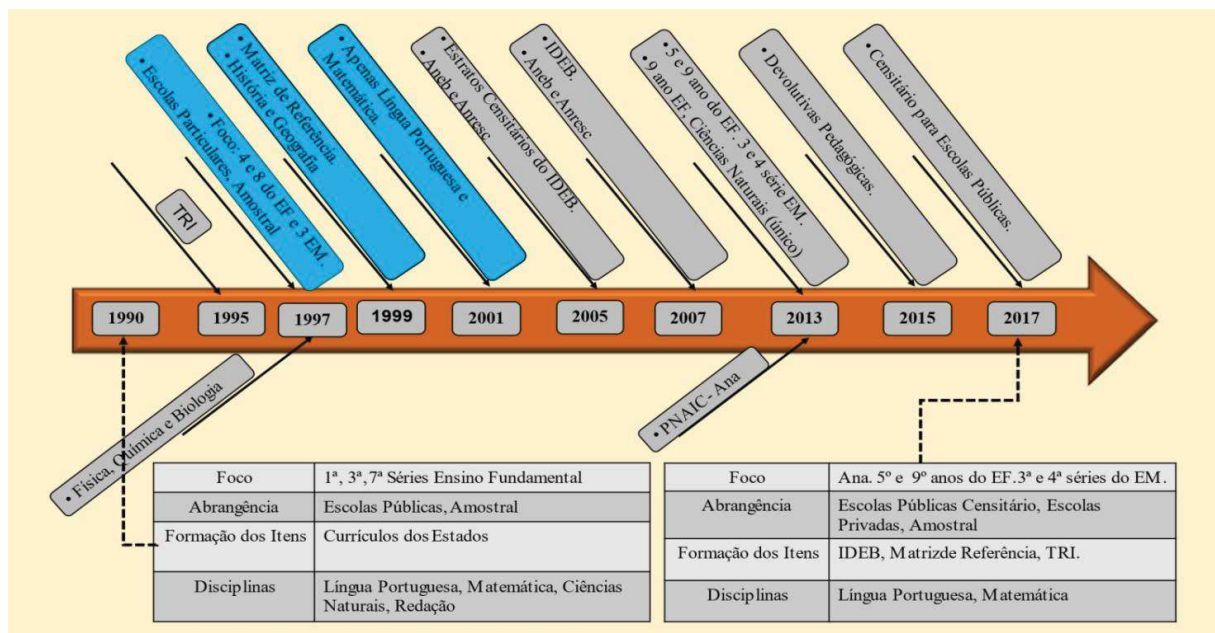 • Escolas Particulares, Amostral
• Foco: 4 e 8 do EF e 3 EM.
• Matriz de Referência.
• História e Geografia
• Apenas Língua Portuguesa e
Matemática.
• Estratos Censitários do IDEB.
• Aneb e Anresc
• IDEB.
• Aneb e Anresc
• 5 e 9 ano do EF. 3 e 4 série EM.
• 9 ano EF, Ciências Naturais (único)
• Devolutivas Pedagógicas.
• Censitário para Escolas Públicas.
TRI
1990
1995
1997
1999
2001
2005
2007
2013
2015
2017
• Física, Química e Biologia
• PNAIC- Ana
Foco
1ª, 3ª,7ª Séries Ensino Fundamental
Abrangência
Escolas Públicas, Amostral
Formação dos Itens
Currículos dos Estados
Disciplinas
Língua Portuguesa, Matemática, Ciências
Naturais, Redação
Foco
Ana. 5º e 9º anos do EF.3ª e 4ª séries do EM.
Abrangência
Escolas Públicas Censitário, Escolas
Privadas, Amostral
Formação dos Itens
IDEB, Matrizde Referência, TRI.
Disciplinas
Língua Portuguesa, Matemática